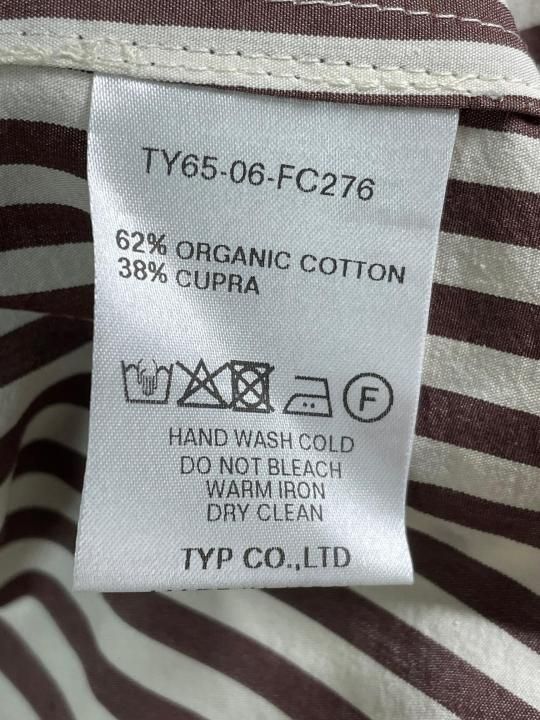 TY65-06-FC276
62% ORGANIC COTTON
38% CUPRA
F
HAND WASH COLD
DO NOT BLEACH
WARM IRON
DRY CLEAN
TYP CO.,LTD